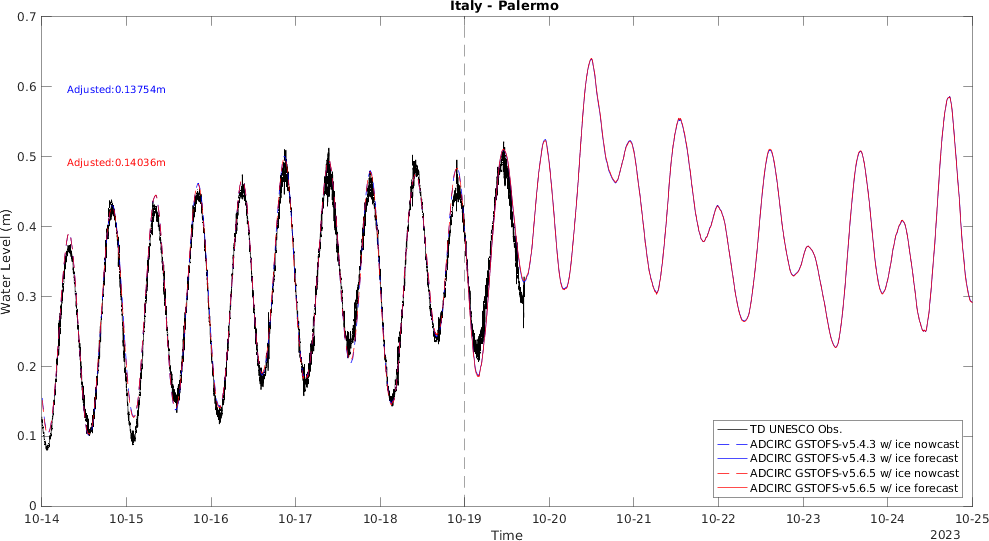 Italy - Palermo
0.7
0.6
0.5
0.4
0.3
0.2
0.1
0
Water Level (m)
Adjusted:0.13754m
Adjusted:0.14036m
TD UNESCO Obs.
ADCIRC GSTOFS-v5.4.3 w/ ice nowcast
ADCIRC GSTOFS-v5.4.3 w/ ice forecast
ADCIRC GSTOFS-v5.6.5 w/ ice nowcast
ADCIRC GSTOFS-v5.6.5 w/ ice forecast
10-14 10-15 10-16 10-17 10-18 10-19 10-20 10-21 10-22 10-23 10-24 10-25
Time
2023